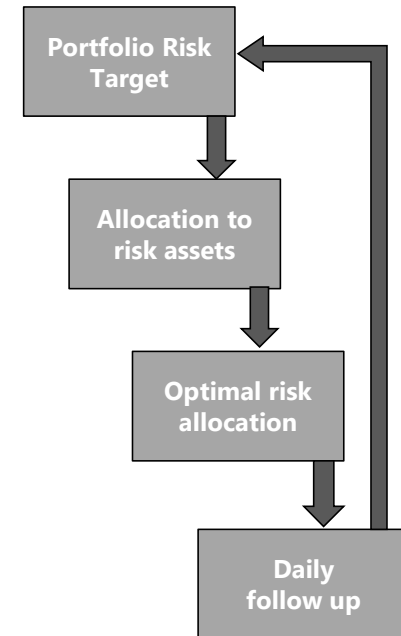 Portfolio Risk
Target
Allocation to
risk assets
Optimal risk
allocation
Daily
follow up